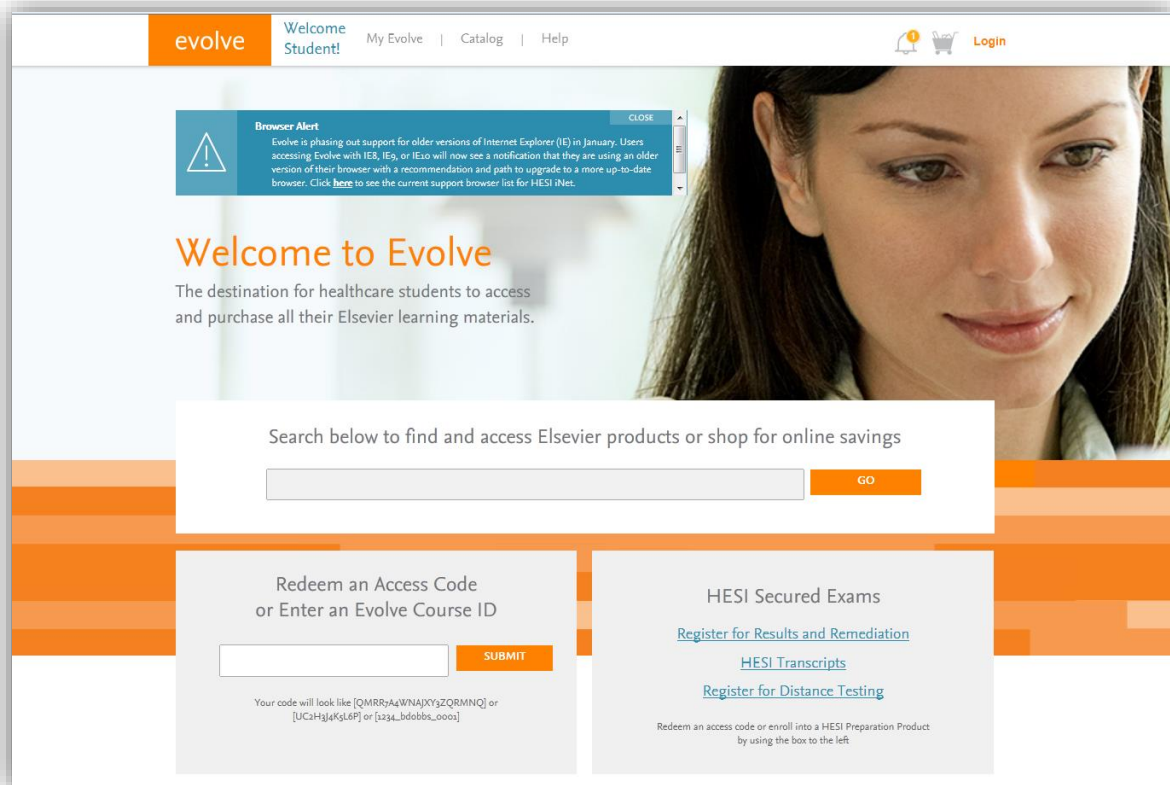 evolve
Welcome
Student!
My Evolve | Catalog | Help
1
Login
CLOSE
Browser Alert
Evolve is phasing out support for older versions of Internet Explorer (IE) in January. Users
accessing Evolve with IE8, IE9, or IE10 will now see a notification that they are using an older
version of their browser with a recommendation and path to upgrade to a more up-to-date
browser. Click here to see the current support browser list for HESI iNet.
Welcome to Evolve
The destination for healthcare students to access
and purchase all their Elsevier learning materials.
Search below to find and access Elsevier products or shop for online savings
GO
Redeem an Access Code
or Enter an Evolve Course ID
SUBMIT
Your code will look like [QMRR7A4WNAJXY3ZQRMNQ] or
[UC2H3J4K5L6P] or [1234_bdobbs_0001]
HESI Secured Exams
Register for Results and Remediation
HESI Transcripts
Register for Distance Testing
Redeem an access code or enroll into a HESI Preparation Product
by using the box to the left